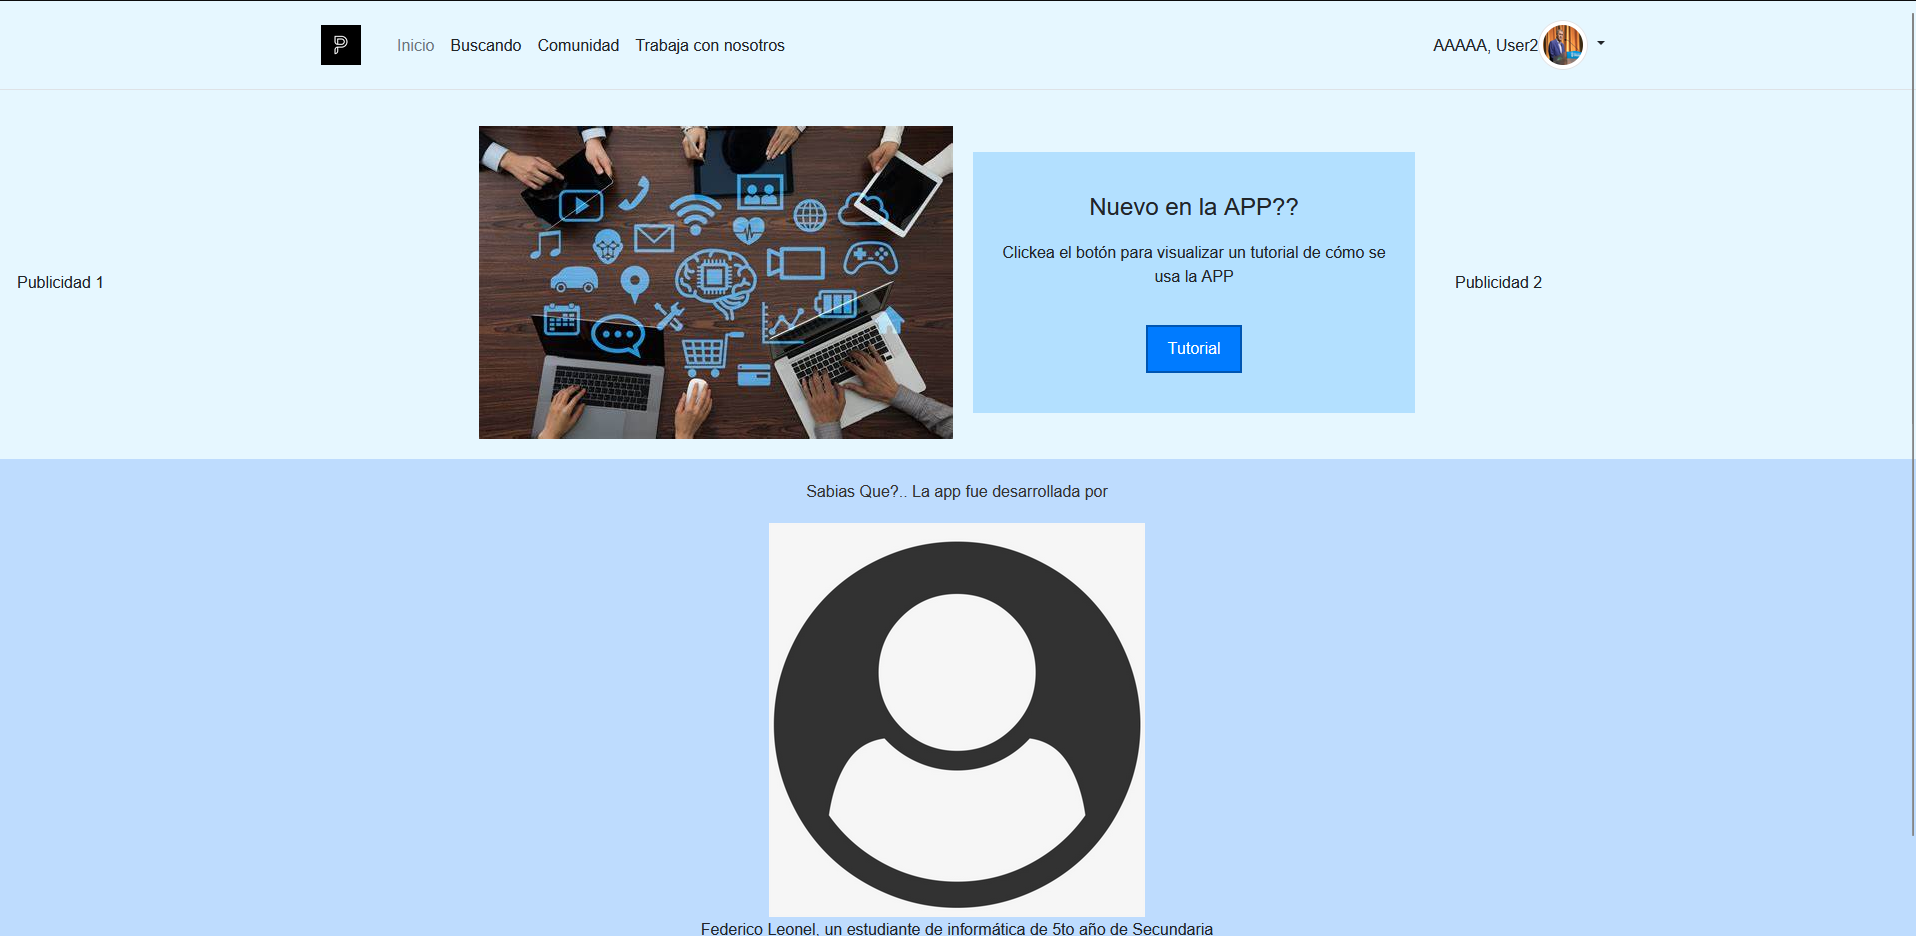 P
Inicio Buscando Comunidad Trabaja con nosotros
AAAAA, User2
Publicidad 1
Nuevo en la APP??
Clickea el botón para visualizar un tutorial de cómo se
usa la APP
Tutorial
Publicidad 2
Sabias Que?.. La app fue desarrollada por
Federico Leonel, un estudiante de informática de 5to año de Secundaria